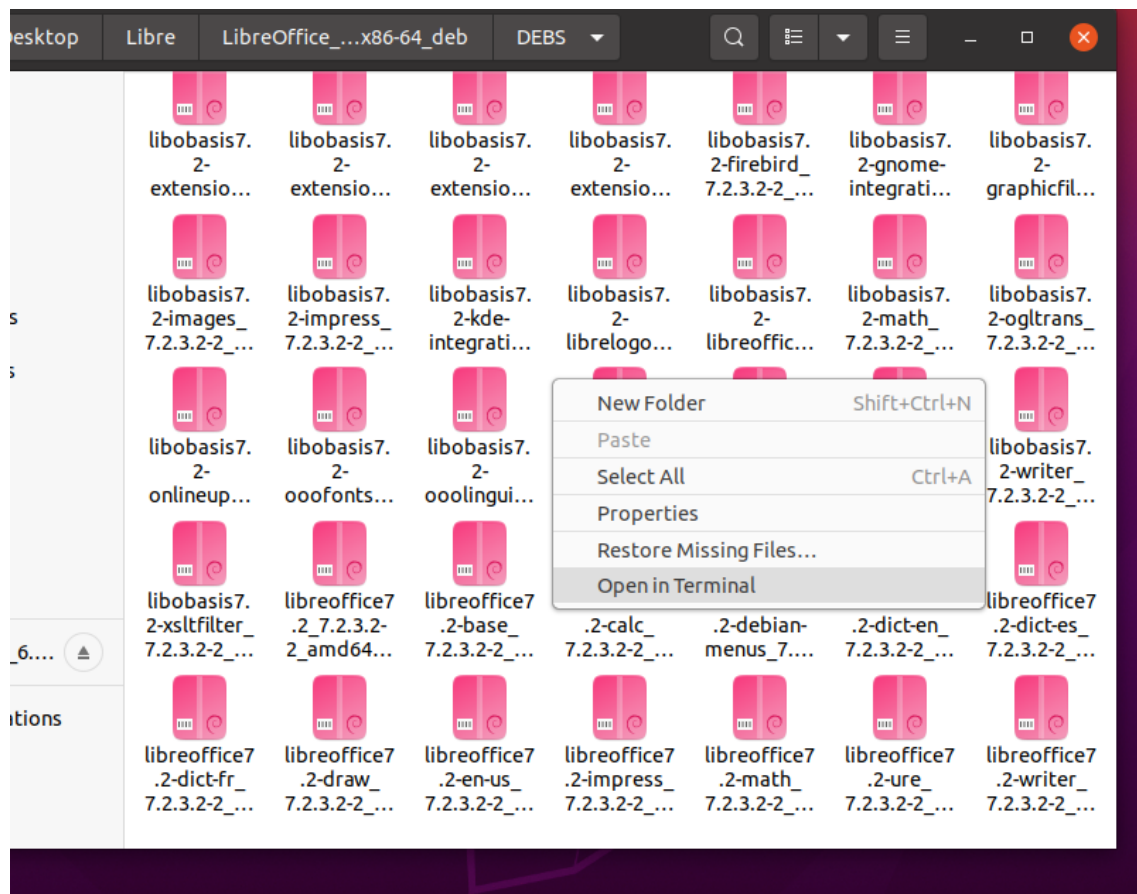 Desktop Libre LibreOffice_...x86-64_deb DEBS
libobasis7.
2-
extensio...
libobasis7.
2-
extensio...
libobasis7.
2-
extensio...
libobasis7.
2-
extensio...
libobasis7.
2-firebird_
7.2.3.2-2_...
libobasis7.
2-gnome-
integrati...
libobasis7.
2-
graphicfil...
libobasis7.
2-images_
7.2.3.2-2_...
libobasis7.
2-impress_
7.2.3.2-2_...
libobasis7.
2-kde-
integrati...
libobasis7.
2-
librelogo...
libobasis7.
2-
libreoffic...
libobasis7.
2-math_
7.2.3.2-2_...
libobasis7.
2-ogltrans_
7.2.3.2-2_...
s
s
libobasis7.
2-
onlineup...
libobasis7.
2-
ooofonts...
libobasis7.
2-
ooolingui...
libobasis7.
2-writer_
7.2.3.2-2_...
New Folder Shift+Ctrl+N
Paste
Select All Ctrl+A
Properties
Restore Missing Files...
Open in Terminal
libobasis7.
2-xsltfilter_
7.2.3.2-2_...
libreoffice7
.2_7.2.3.2-
2_amd64...
libreoffice7
.2-base_
7.2.3.2-2_...
.2-calc_
7.2.3.2-2_...
.2-debian-
menus_7....
.2-dict-en_
7.2.3.2-2_...
libreoffice7
.2-dict-es_
7.2.3.2-2_...
_6....
ations
libreoffice7
.2-dict-fr_
7.2.3.2-2_...
libreoffice7
.2-draw_
7.2.3.2-2_...
libreoffice7
.2-en-us_
7.2.3.2-2_...
libreoffice7
.2-impress_
7.2.3.2-2_...
libreoffice7
.2-math_
7.2.3.2-2_...
libreoffice7
.2-ure_
7.2.3.2-2_...
libreoffice7
.2-writer_
7.2.3.2-2_...